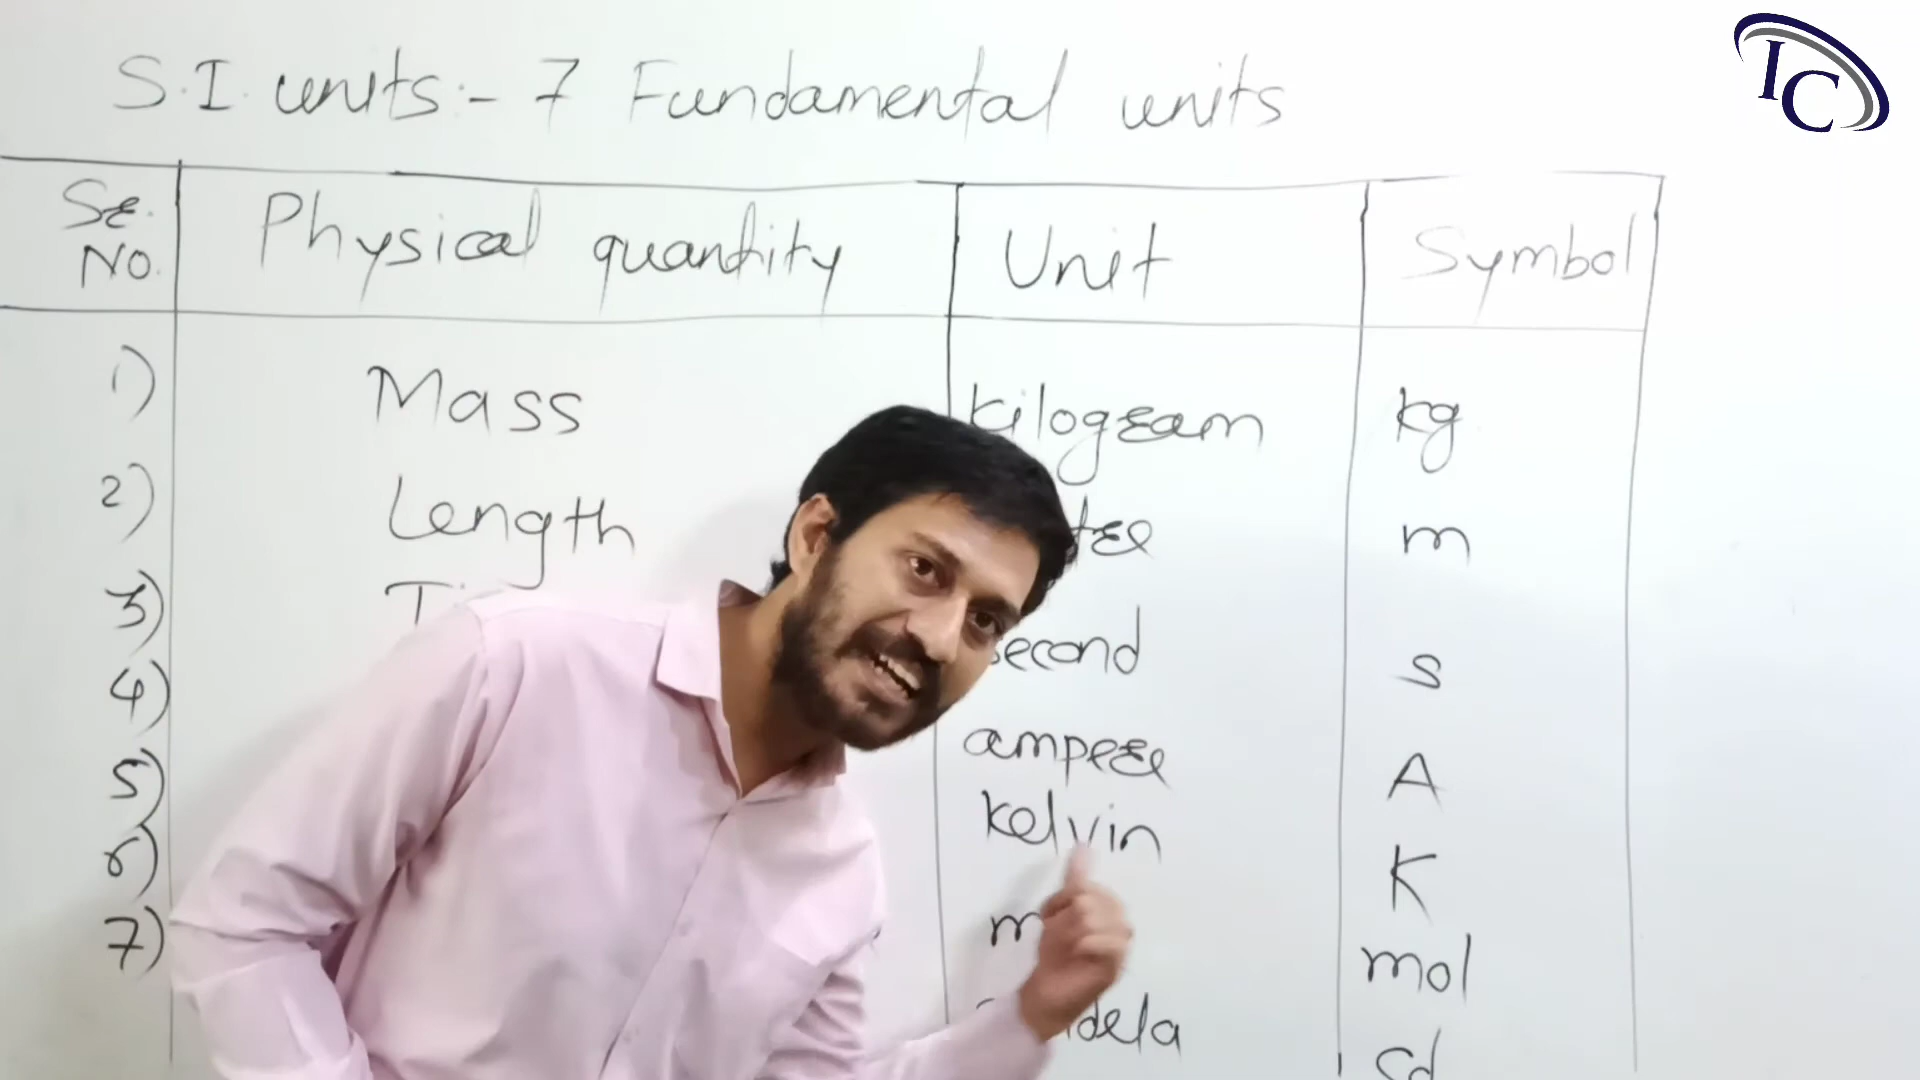 IC
S.I. units:- 7 Fundamental units
Sr. No. Physical quantity Unit Symbol
1) Mass kilogram kg
2) Length m
3) second s
4) ampere A
5) kelvin K
6) mol
7) cd